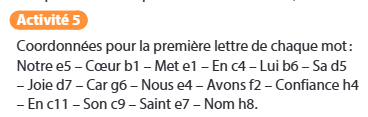 Activité 5
Coordonnées pour la première lettre de chaque mot :
Notre e5 – Cœur b1 – Met e1 – En c4 – Lui b6 – Sa d5
– Joie d7 – Car g6 – Nous e4 – Avons f2 – Confiance h4
– En c11 – Son c9 – Saint e7 – Nom h8.